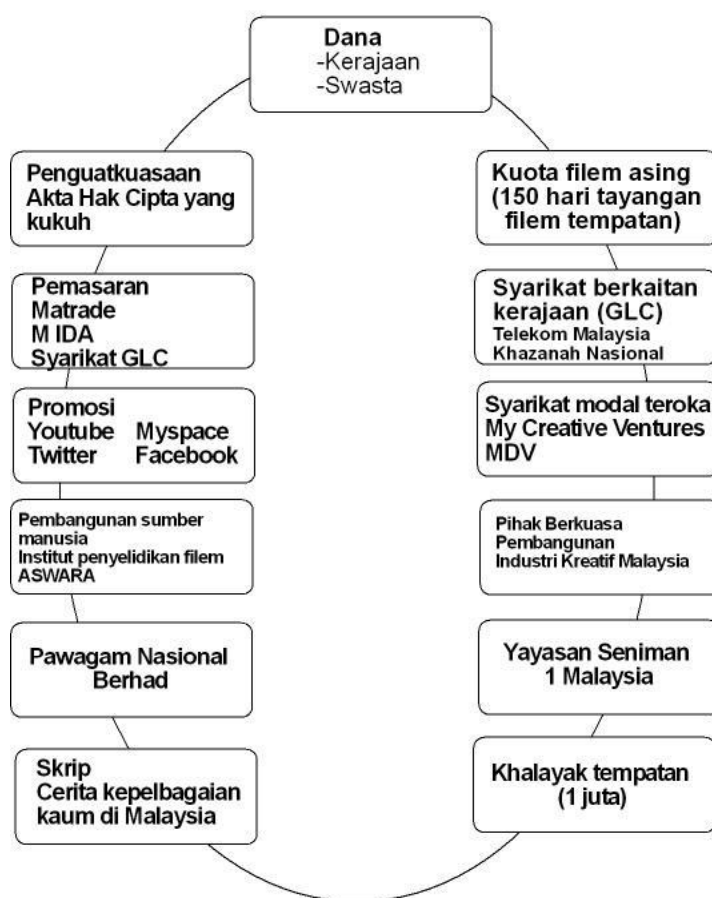 Dana
-Kerajaan
-Swasta
Kuota filem asing
(150 hari tayangan
filem tempatan)
Syarikat berkaitan
kerajaan (GLC)
Telekom Malaysia
Khazanah Nasional
Syarikat modal teroka
My Creative Ventures
MDV
Pihak Berkuasa
Pembangunan
Industri Kreatif Malaysia
Yayasan Seniman
1 Malaysia
Khalayak tempatan
(1 juta)
Skrip
Cerita kepelbagaian
kaum di Malaysia
Pawagam Nasional
Berhad
Pembangunan sumber
manusia
Institut penyelidikan filem
ASWARA
Promosi
Youtube Myspace
Twitter Facebook
Pemasaran
Matrade
M IDA
Syarikat GLC
Penguatkuasaan
Akta Hak Cipta yang
kukuh